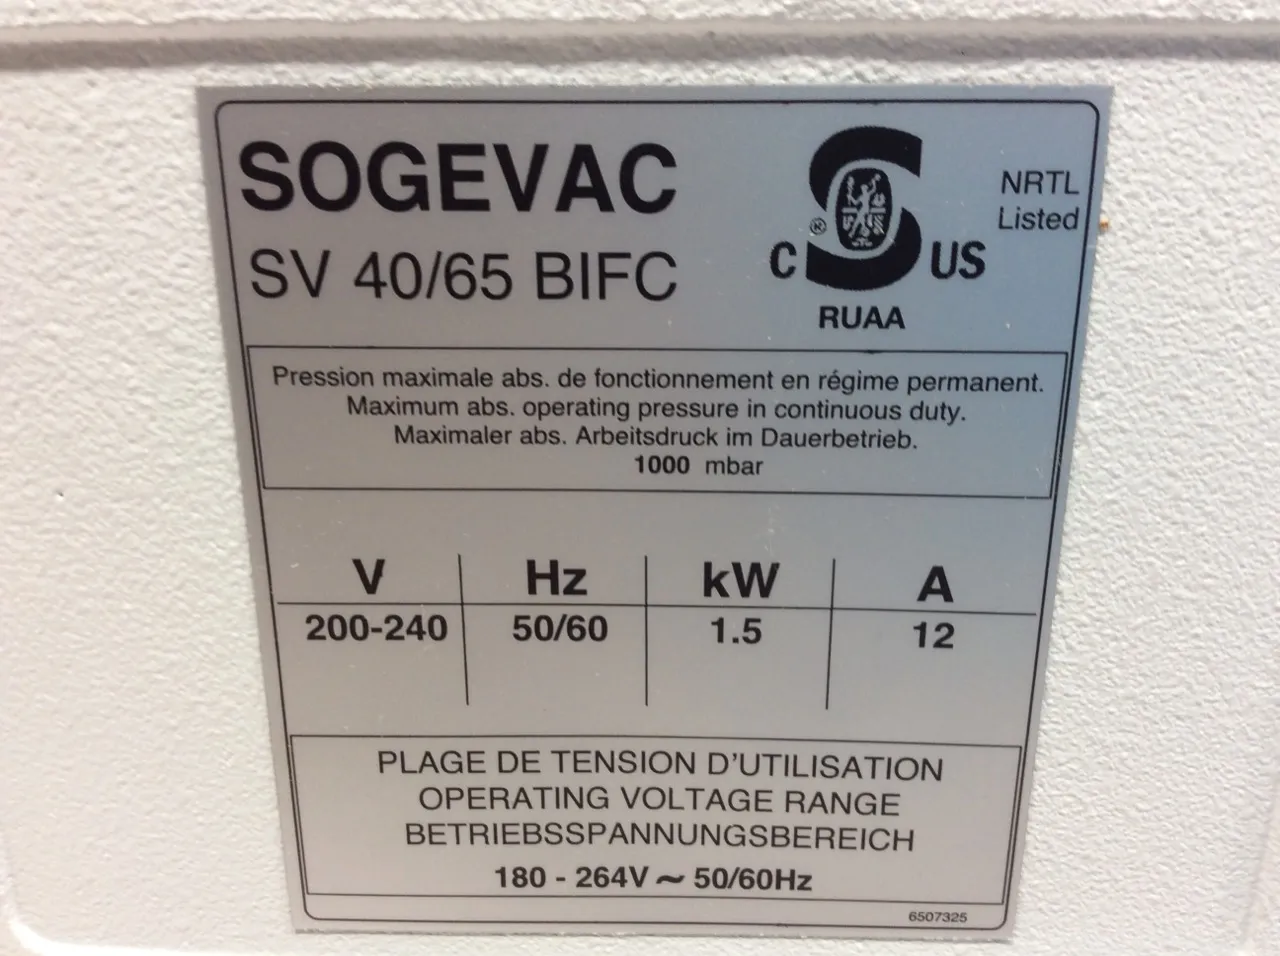 SOGEVAC
SV 40/65 BIFC
NRTL
Listed
®
C US
RUAA
Pression maximale abs. de fonctionnement en régime permanent.
Maximum abs. operating pressure in continuous duty.
Maximaler abs. Arbeitsdruck im Dauerbetrieb.
1000 mbar
V Hz kW A
200-240 50/60 1.5 12
PLAGE DE TENSION D'UTILISATION
OPERATING VOLTAGE RANGE
BETRIEBSSPANNUNGSBEREICH
180 - 264V ~ 50/60Hz
6507325